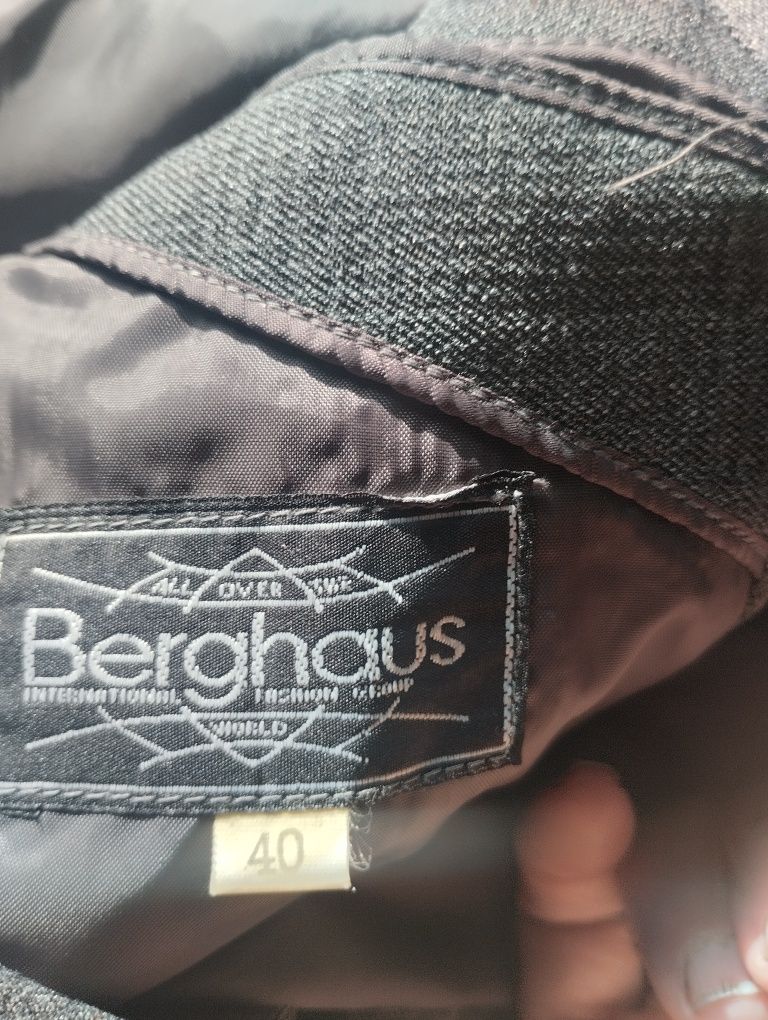 ALL OVER THE
Berghaus
INTERNATIONAL FASHION GROUP
WORLD
40